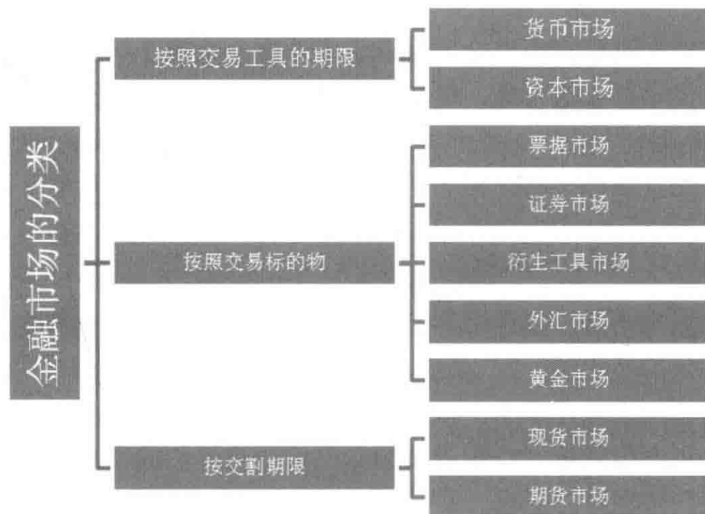 金融市场的分类
按照交易工具的期限
货币市场
资本市场
按照交易标的物
票据市场
证券市场
衍生工具市场
外汇市场
黄金市场
按交割期限
现货市场
期货市场